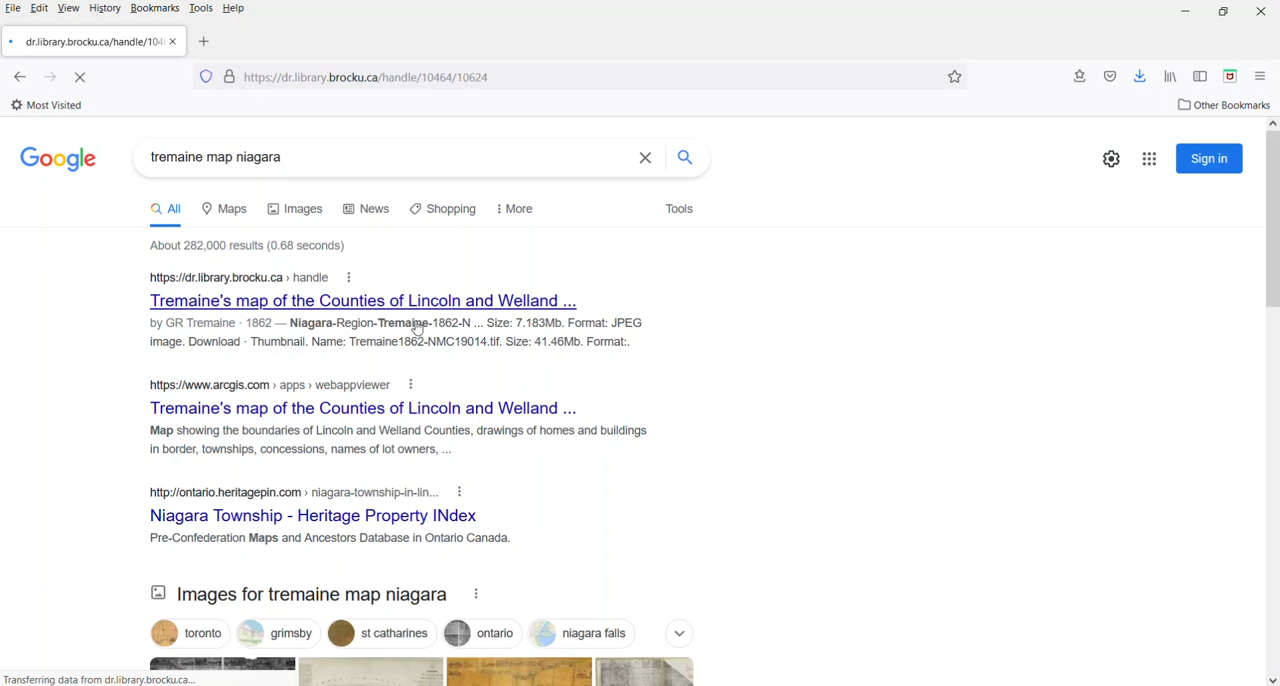 File Edit View History Bookmarks Tools Help
dr.library.brocku.ca/handle/104
https://dr.library.brocku.ca/handle/10464/10624
Most Visited
Other Bookmarks
Google
tremaine map niagara
Sign in
All Maps Images News Shopping More Tools
About 282,000 results (0.68 seconds)
https://dr.library.brocku.ca › handle
Tremaine's map of the Counties of Lincoln and Welland ...
by GR Tremaine · 1862 — Niagara-Region-Tremaine-1862-N ... Size: 7.183Mb. Format: JPEG
image. Download · Thumbnail. Name: Tremaine1862-NMC19014.tif. Size: 41.46Mb. Format:.
https://www.arcgis.com › apps › webappviewer
Tremaine's map of the Counties of Lincoln and Welland ...
Map showing the boundaries of Lincoln and Welland Counties, drawings of homes and buildings
in border, townships, concessions, names of lot owners, ...
http://ontario.heritagepin.com › niagara-township-in-lin...
Niagara Township - Heritage Property INdex
Pre-Confederation Maps and Ancestors Database in Ontario Canada.
Images for tremaine map niagara
toronto grimsby st catharines ontario niagara falls
Transferring data from dr.library.brocku.ca...